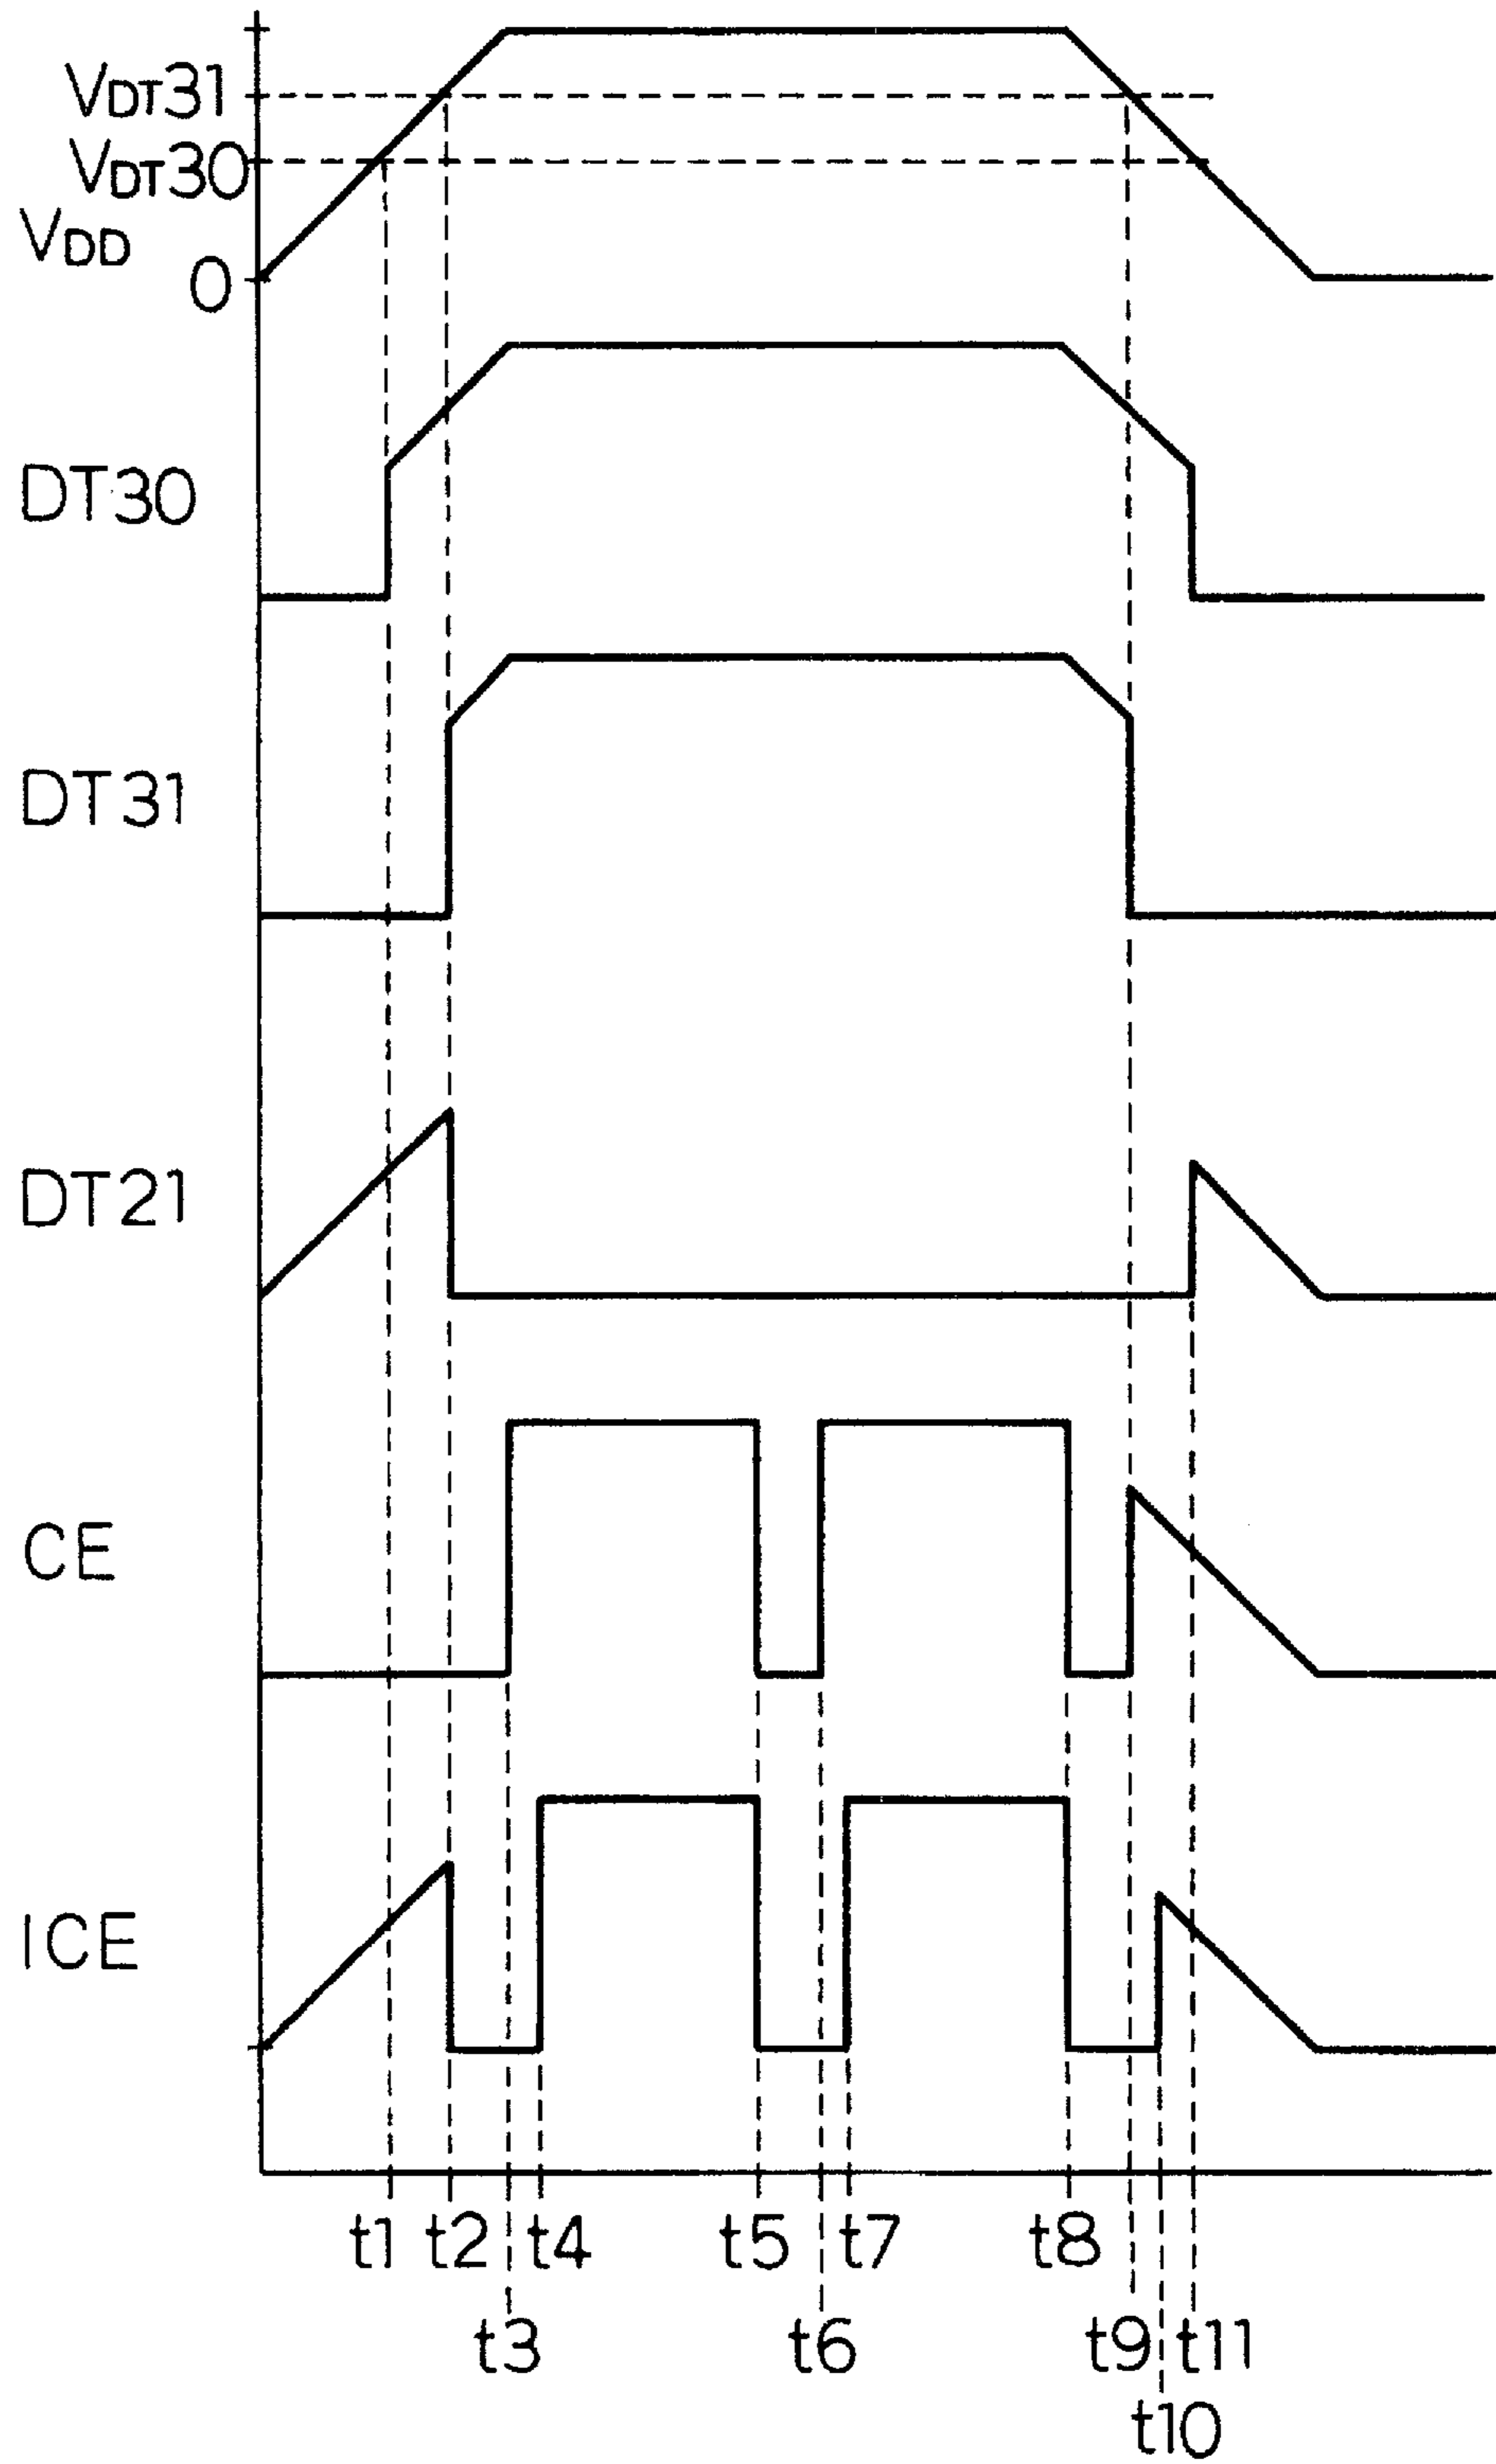 VDT31
VDT30
VDD
0
DT30
DT31
DT21
CE
ICE
t1 t2 t4 t5 t7 t8
t3 t6 t9 t11
t10